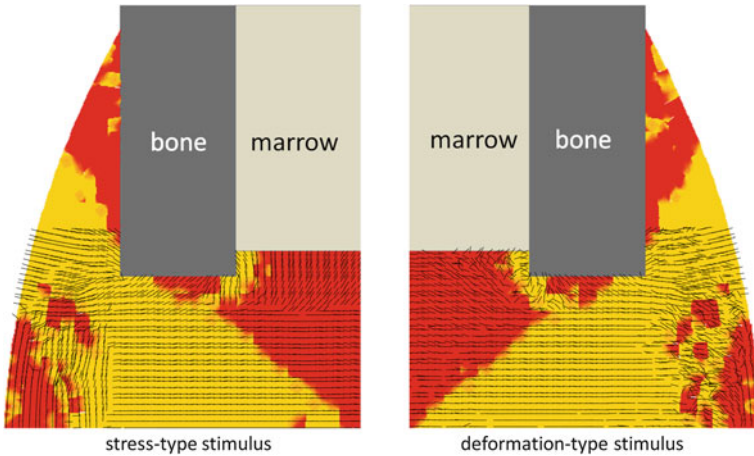 bone
marrow
marrow
bone
stress-type stimulus
deformation-type stimulus